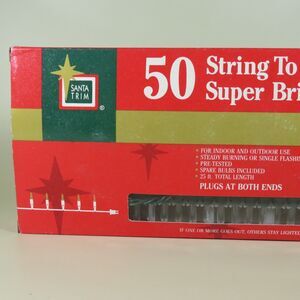 SANTA
TRIM
®
50 String To
Super Bri
• FOR INDOOR AND OUTDOOR USE
• STEADY BURNING OR SINGLE FLASHI
• PRE-TESTED
• SPARE BULBS INCLUDED
• 25 ft. TOTAL LENGTH
PLUGS AT BOTH ENDS
IF ONE OR MORE GOES OUT, OTHERS STAY LIGHTED